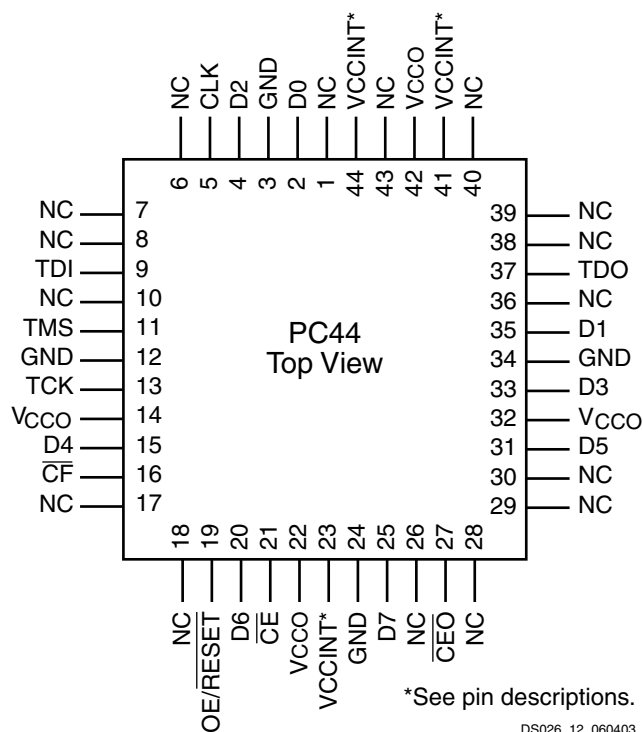 NC
CLK
D2
GND
D0
NC
VCCINT*
NC
VCCO
VCCINT*
NC
6
5
4
3
2
1
44
43
42
41
40
NC 7
NC 8
TDI 9
NC 10
TMS 11
GND 12
TCK 13
VCCO 14
D4 15
CF 16
NC 17
PC44
Top View
39 NC
38 NC
37 TDO
36 NC
35 D1
34 GND
33 D3
32 VCCO
31 D5
30 NC
29 NC
18
19
20
21
22
23
24
25
26
27
28
NC
OE/RESET
D6
CE
VCCO
VCCINT*
GND
D7
NC
CEO
NC
*See pin descriptions.
DS026_12_060403